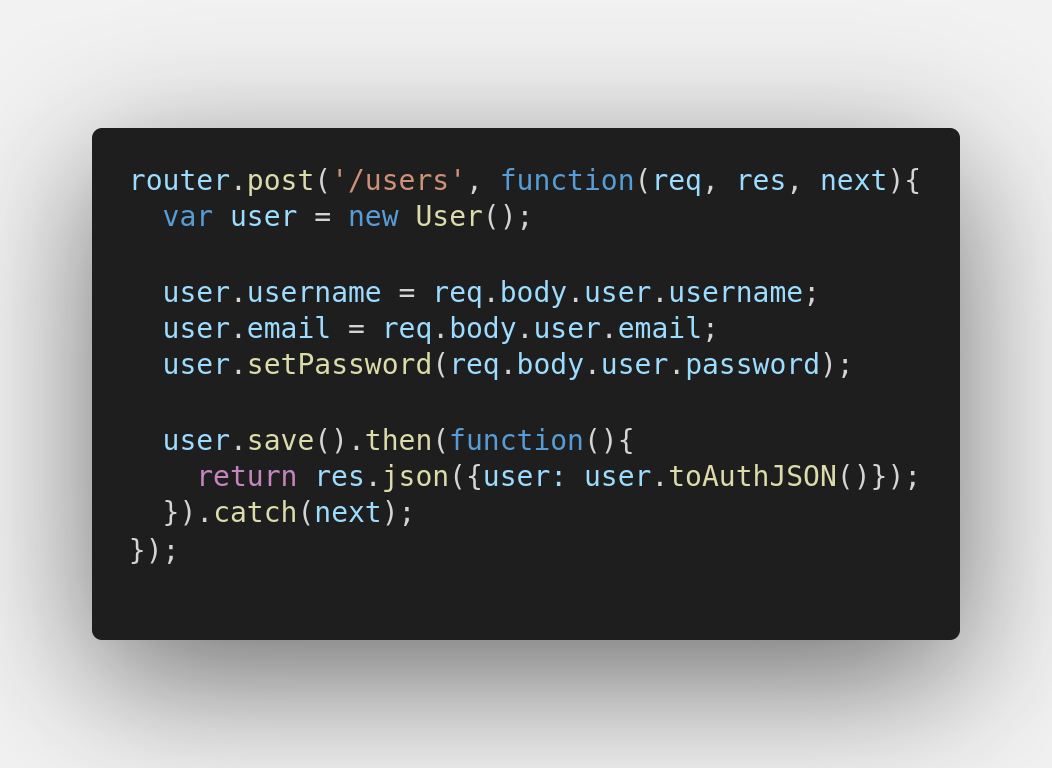 router.post('/users', function(req, res, next){
  var user = new User();

  user.username = req.body.user.username;
  user.email = req.body.user.email;
  user.setPassword(req.body.user.password);

  user.save().then(function(){
    return res.json({user: user.toAuthJSON()});
  }).catch(next);
});